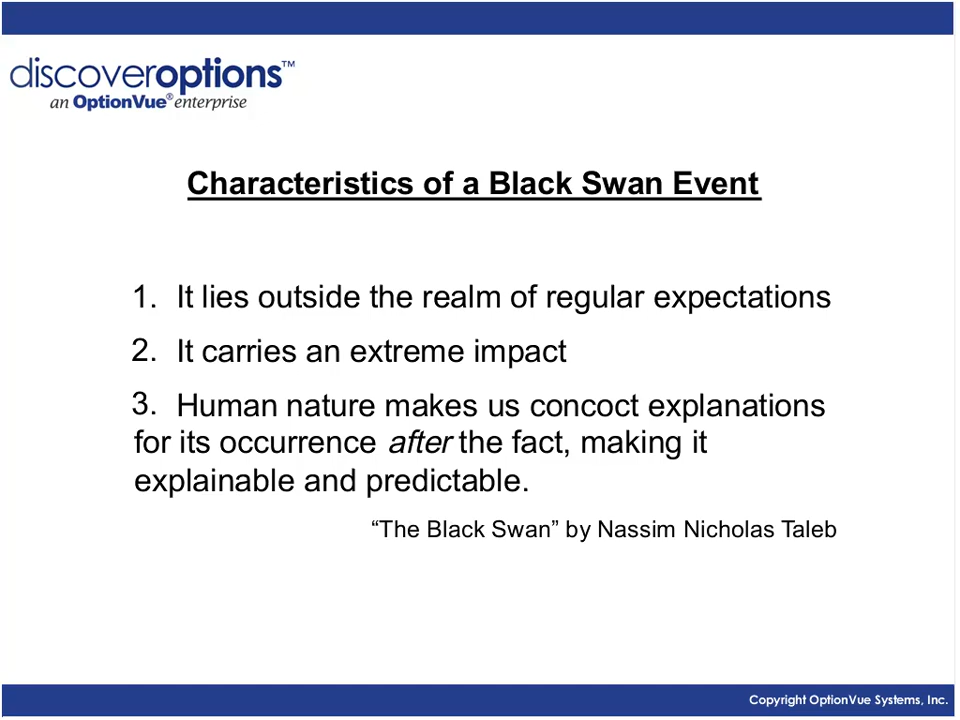 discoveroptions™
an OptionVue® enterprise
Characteristics of a Black Swan Event
1. It lies outside the realm of regular expectations
2. It carries an extreme impact
3. Human nature makes us concoct explanations
for its occurrence after the fact, making it
explainable and predictable.
“The Black Swan” by Nassim Nicholas Taleb
Copyright OptionVue Systems, Inc.